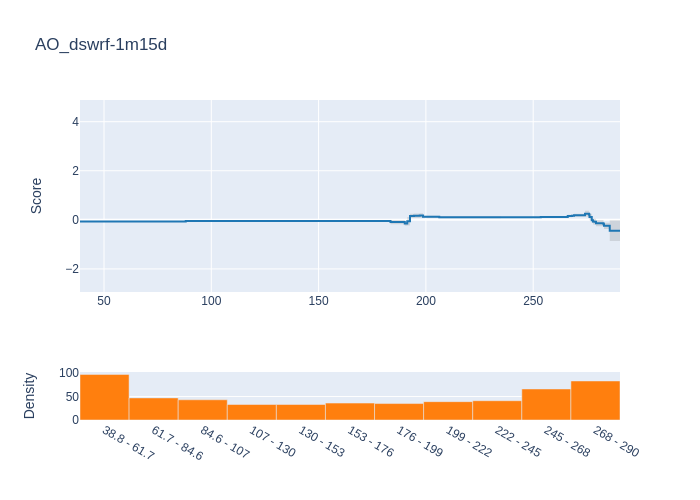 AO_dswrf-1m15d
Score
4
2
0
−2
50 100 150 200 250
Density
100
50
0
38.8 - 61.7
61.7 - 84.6
84.6 - 107
107 - 130
130 - 153
153 - 176
176 - 199
199 - 222
222 - 245
245 - 268
268 - 290